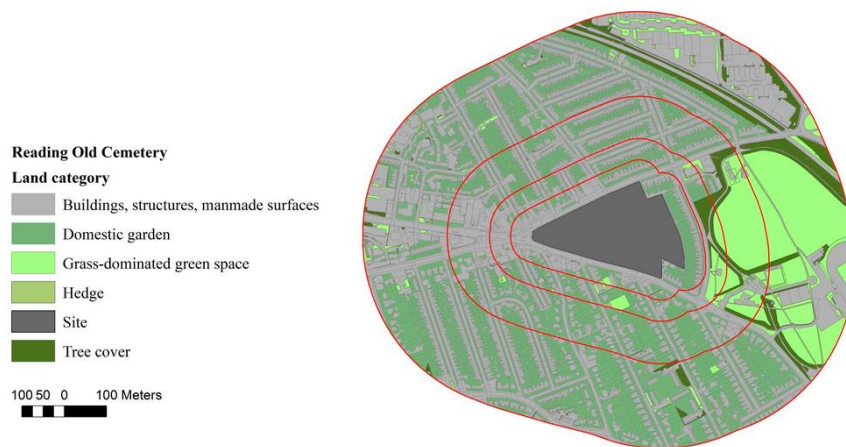 Reading Old Cemetery
Land category
Buildings, structures, manmade surfaces
Domestic garden
Grass-dominated green space
Hedge
Site
Tree cover
100 50 0 100 Meters